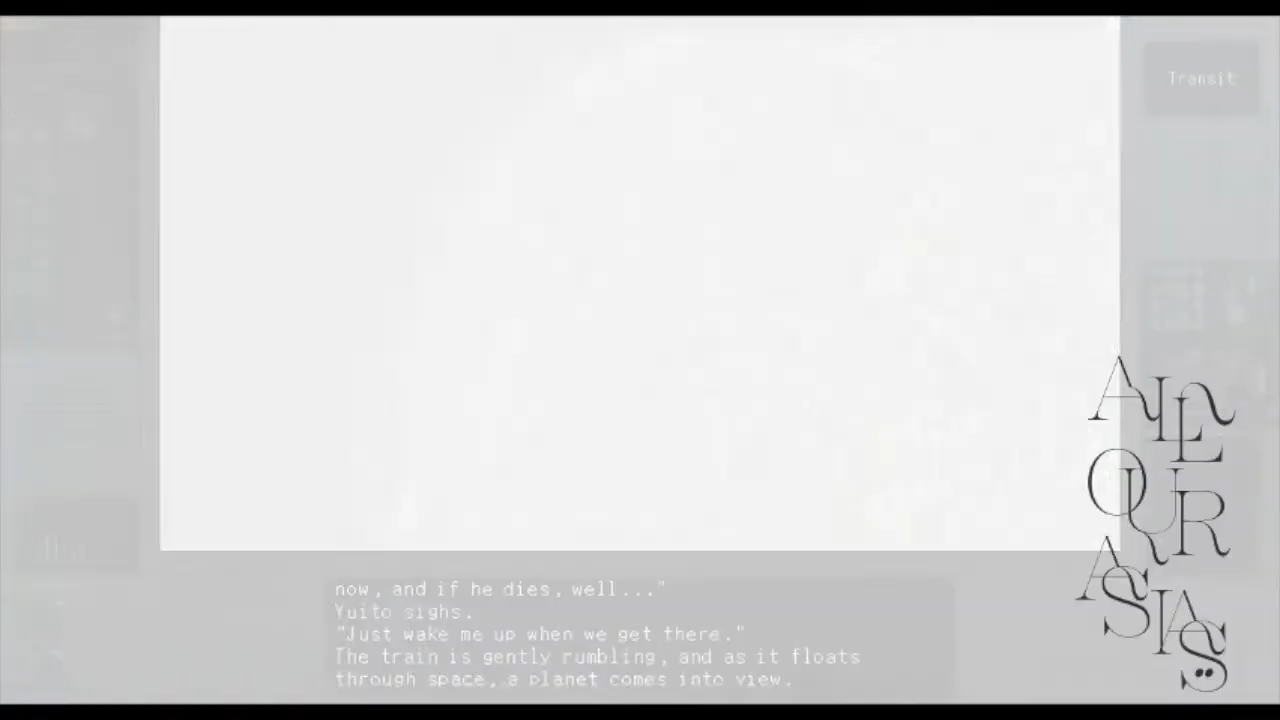 Transit
now, and if he dies, well..."
Yuito sighs.
"Just wake me up when we get there."
The train is gently rumbling, and as it floats
through space, a planet comes into view.
ALL
OUR
ASIAS